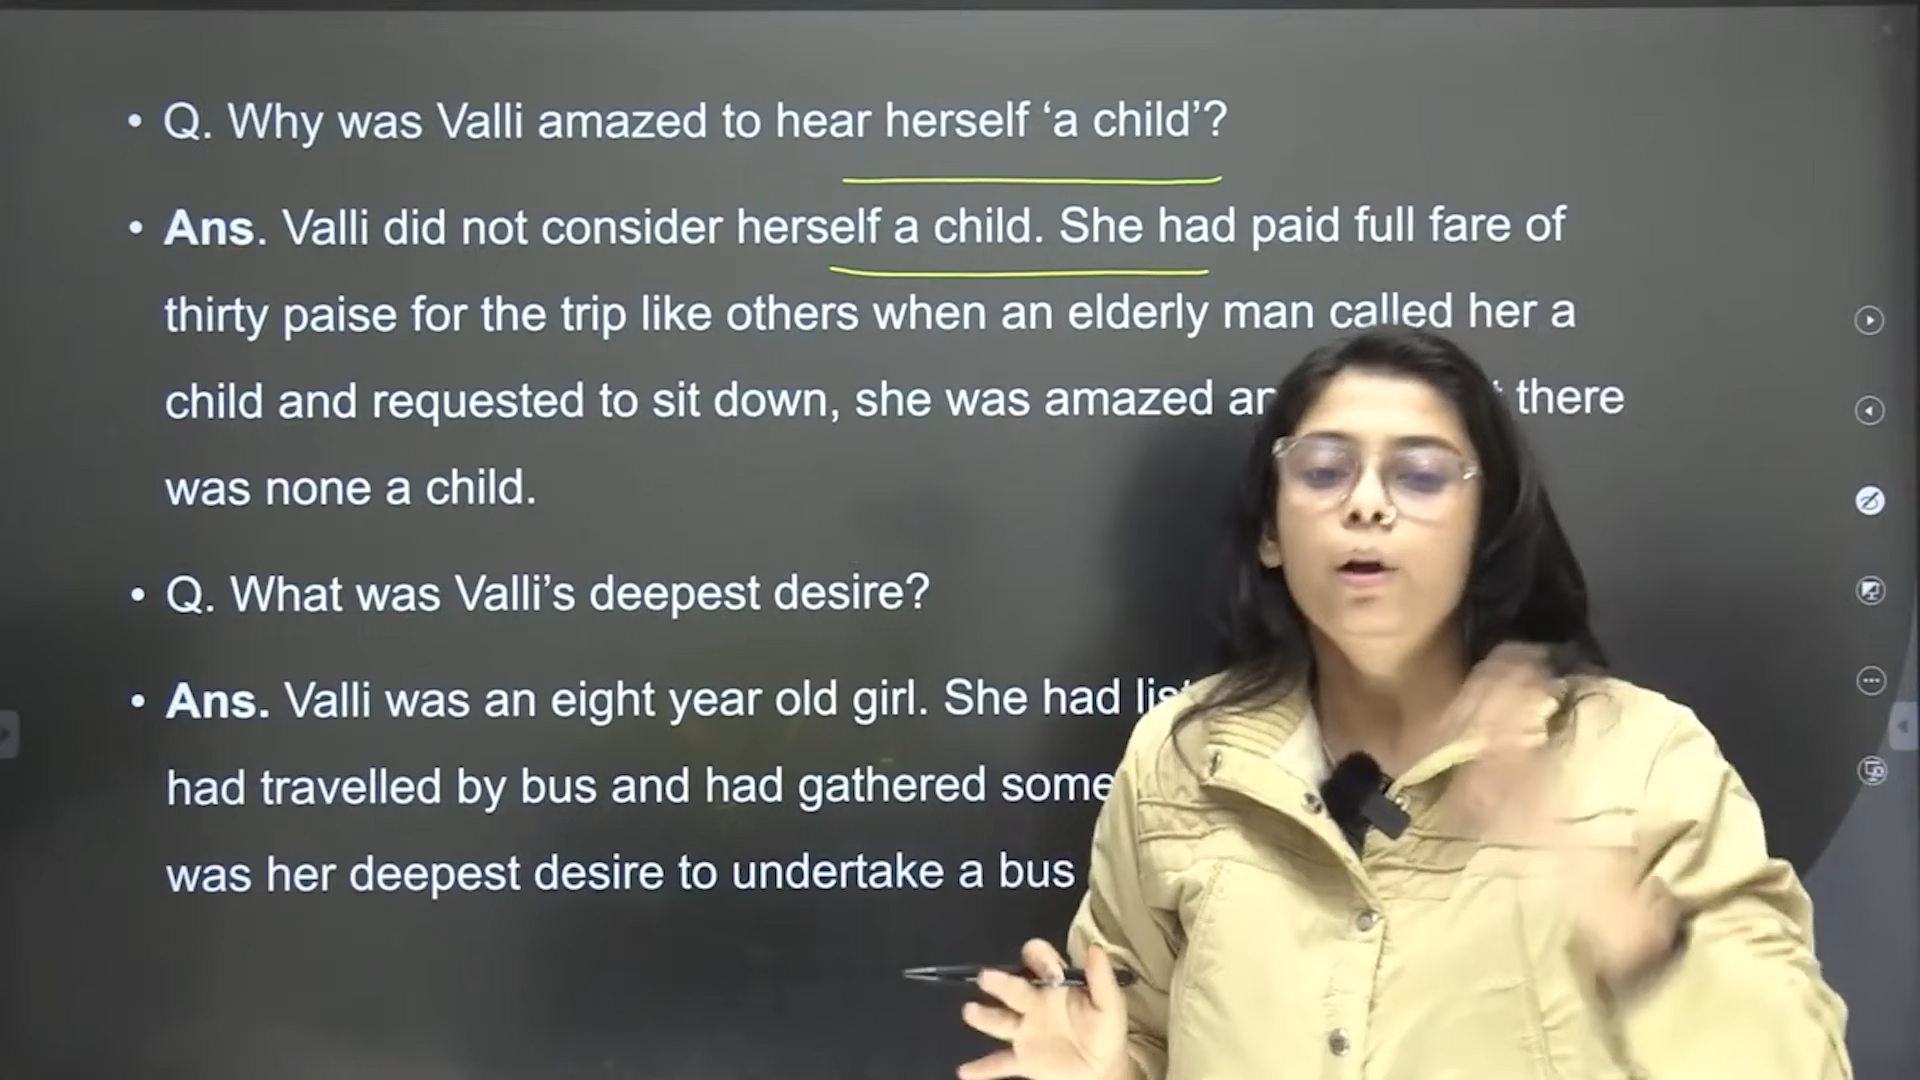 • Q. Why was Valli amazed to hear herself ‘a child’?
• Ans. Valli did not consider herself a child. She had paid full fare of
thirty paise for the trip like others when an elderly man called her a
child and requested to sit down, she was amazed there
was none a child.
• Q. What was Valli’s deepest desire?
• Ans. Valli was an eight year old girl. She had
had travelled by bus and had gathered some
was her deepest desire to undertake a bus